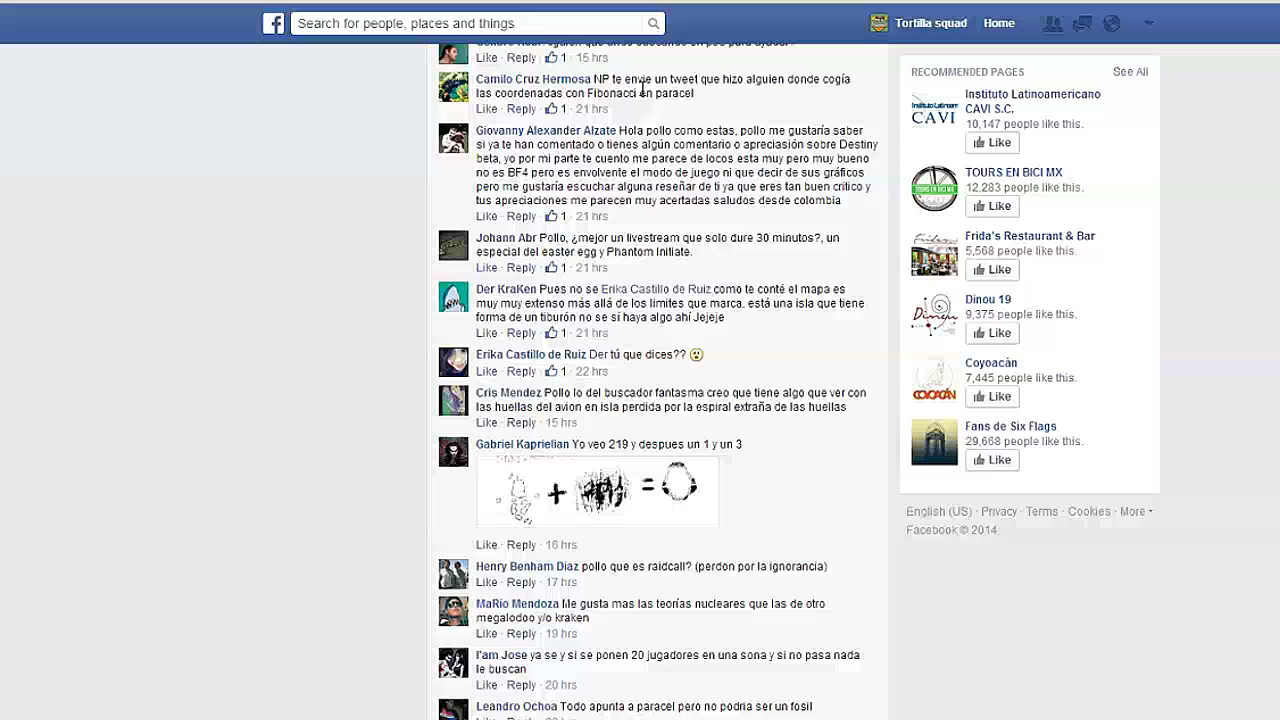 Search for people, places and things
Tortilla squad
Home
Like · Reply · 1 · 15 hrs
Camilo Cruz Hermosa NP te envie un tweet que hizo alguien donde cogía
las coordenadas con Fibonacci en paracel
Like · Reply · 1 · 21 hrs
Giovanny Alexander Alzate Hola pollo como estas, pollo me gustaría saber
si ya te han comentado o tienes algún comentario o apreciasión sobre Destiny
beta, yo por mi parte te cuento me parece de locos esta muy pero muy bueno
no es BF4 pero es envolvente el modo de juego ni que decir de sus gráficos
pero me gustaría escuchar alguna reseñar de ti ya que eres tan buen critico y
tus apreciaciones me parecen muy acertadas saludos desde colombia
Like · Reply · 1 · 21 hrs
Johann Abr Pollo, ¿mejor un livestream que solo dure 30 minutos?, un
especial del easter egg y Phantom Initiate.
Like · Reply · 1 · 21 hrs
Der KraKen Pues no se Erika Castillo de Ruiz como te conté el mapa es
muy muy extenso más allá de los limites que marca, está una isla que tiene
forma de un tiburón no se si haya algo ahí Jejeje
Like · Reply · 1 · 21 hrs
Erika Castillo de Ruiz Der tú que dices??
Like · Reply · 1 · 22 hrs
Cris Mendez Pollo lo del buscador fantasma creo que tiene algo que ver con
las huellas del avion en isla perdida por la espiral extraña de las huellas
Like · Reply · 15 hrs
Gabriel Kaprielian Yo veo 219 y despues un 1 y un 3
+ = 0
Like · Reply · 16 hrs
Henry Benham Diaz pollo que es raidcall? (perdon por la ignorancia)
Like · Reply · 17 hrs
MaRio Mendoza Me gusta mas las teorías nucleares que las de otro
megalodoo y/o kraken
Like · Reply · 19 hrs
I'am Jose ya se y si se ponen 20 jugadores en una sona y si no pasa nada
le buscan
Like · Reply · 20 hrs
Leandro Ochoa Todo apunta a paracel pero no podria ser un fosil
RECOMMENDED PAGES
See All
Instituto Latinoamericano
CAVI S.C.
10,147 people like this.
Like
CAVI
TOURS EN BICI MX
12,283 people like this.
Like
Frida's Restaurant & Bar
5,568 people like this.
Like
Dinou 19
9,375 people like this.
Like
Coyoacán
7,445 people like this.
Like
Fans de Six Flags
29,668 people like this.
Like
English (US) · Privacy · Terms · Cookies · More
Facebook © 2014